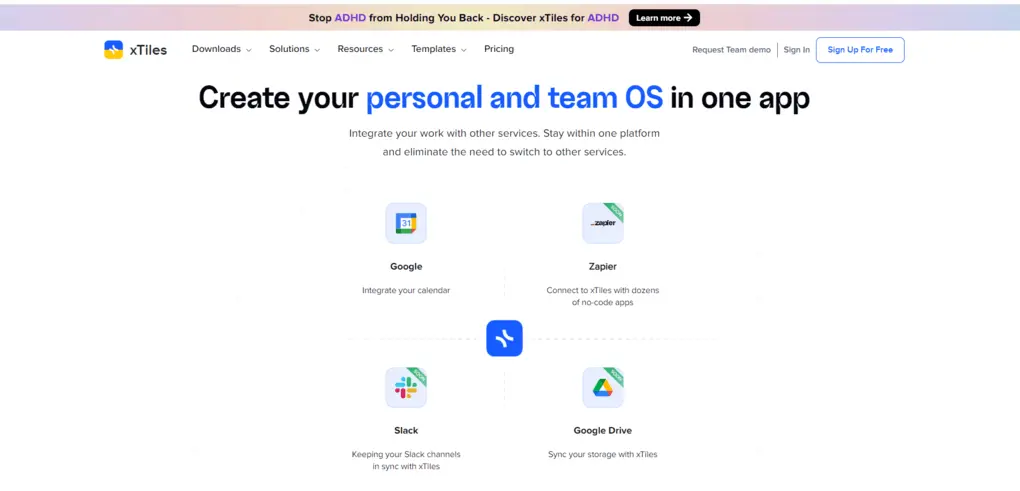 Stop ADHD from Holding You Back - Discover xTiles for ADHD Learn more →
xTiles Downloads Solutions Resources Templates Pricing Request Team demo Sign In Sign Up For Free
Create your personal and team OS in one app
Integrate your work with other services. Stay within one platform
and eliminate the need to switch to other services.
31
SOON
zapier
Google
Integrate your calendar
Zapier
Connect to xTiles with dozens
of no-code apps
SOON
SOON
Slack
Keeping your Slack channels
in sync with xTiles
Google Drive
Sync your storage with xTiles